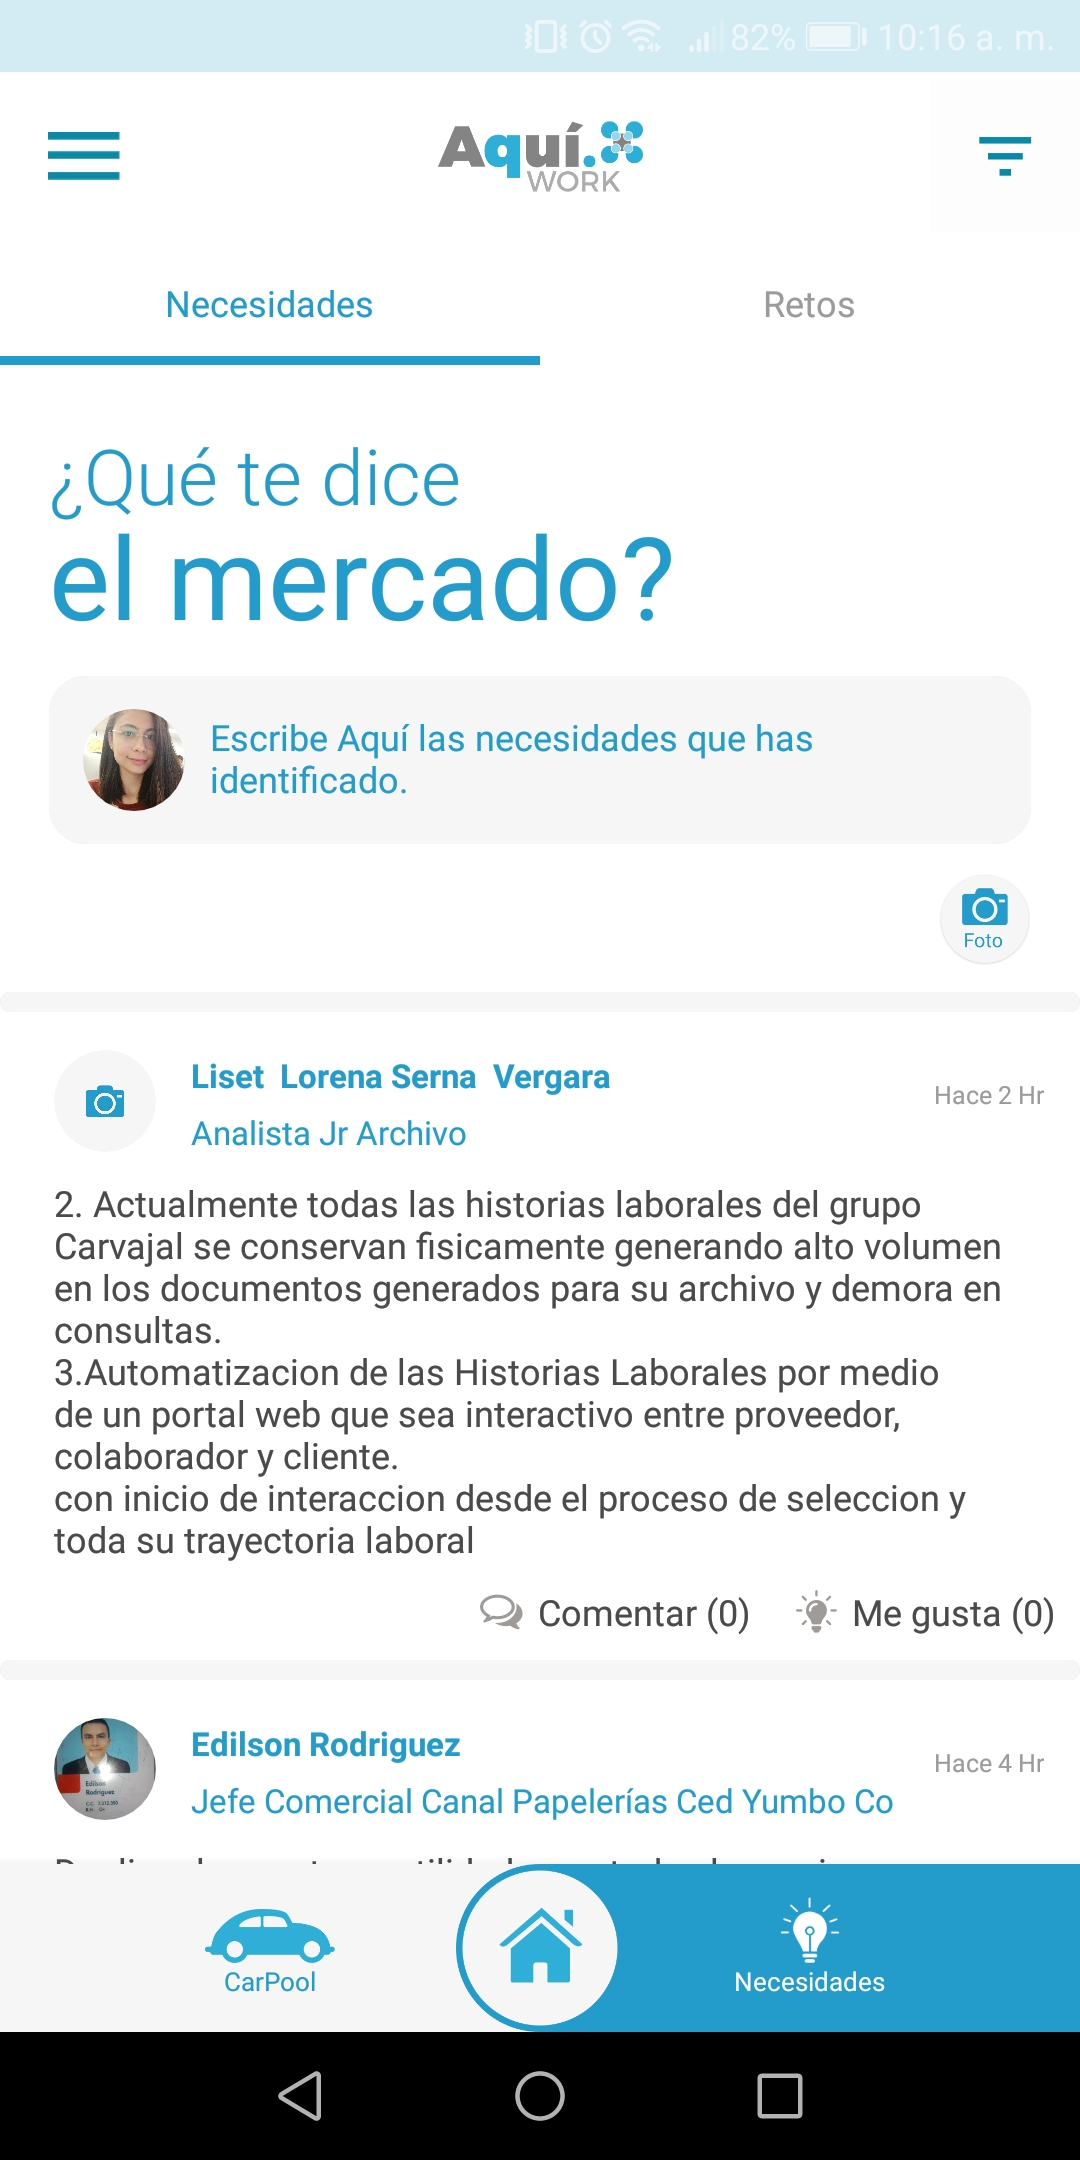 82% 10:16 a. m.
Aquí.
WORK
Necesidades Retos
¿Qué te dice
el mercado?
Escribe Aquí las necesidades que has
identificado.
Foto
Liset Lorena Serna Vergara
Hace 2 Hr
Analista Jr Archivo
2. Actualmente todas las historias laborales del grupo
Carvajal se conservan fisicamente generando alto volumen
en los documentos generados para su archivo y demora en
consultas.
3.Automatizacion de las Historias Laborales por medio
de un portal web que sea interactivo entre proveedor,
colaborador y cliente.
con inicio de interaccion desde el proceso de seleccion y
toda su trayectoria laboral
Comentar (0) Me gusta (0)
Edilson Rodriguez
Hace 4 Hr
Jefe Comercial Canal Papelerías Ced Yumbo Co
Edilson
Rodriguez
CarPool
Necesidades